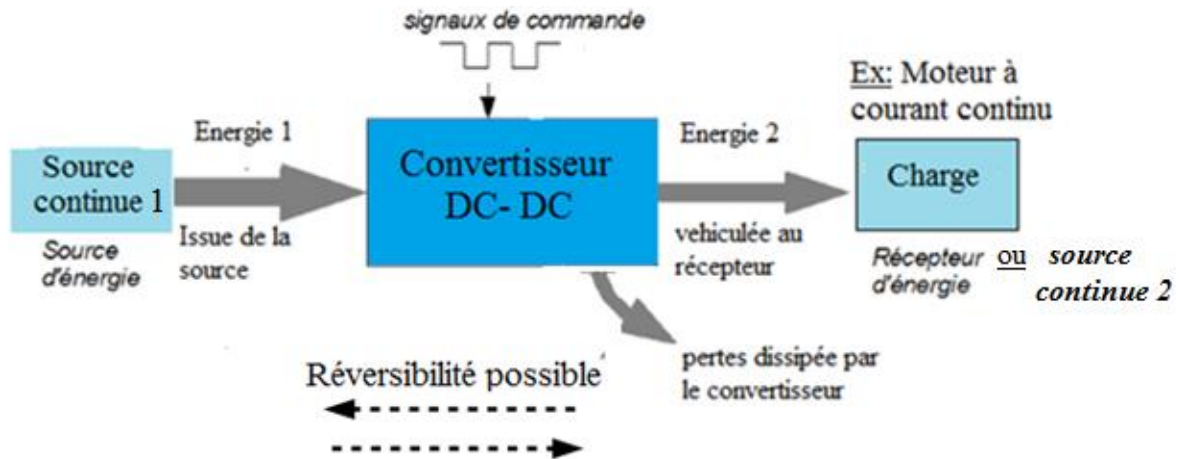 signaux de commande
Ex: Moteur à
courant continu
Energie 1
Energie 2
Source
continue 1
Convertisseur
DC- DC
Charge
Source
d'énergie
Issue de la
source
vehiculée au
récepteur
Récepteur ou source
d'énergie continue 2
pertes dissipée par
le convertisseur
Réversibilité possible